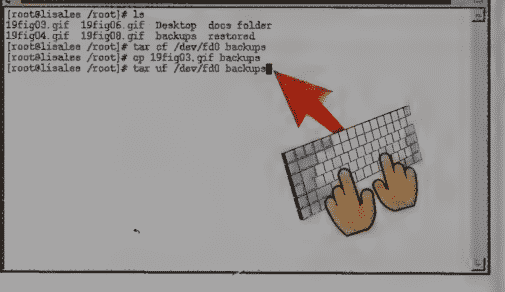 [root@lisales /root]# ls
19fig03.gif 19fig06.gif Desktop docs folder
19fig04.gif 19fig08.gif backups restored
[root@lisales /root]# tar cf /dev/fd0 backups
[root@lisales /root]# cp 19fig03.gif backups
[root@lisales /root]# tar uf /dev/fd0 backups